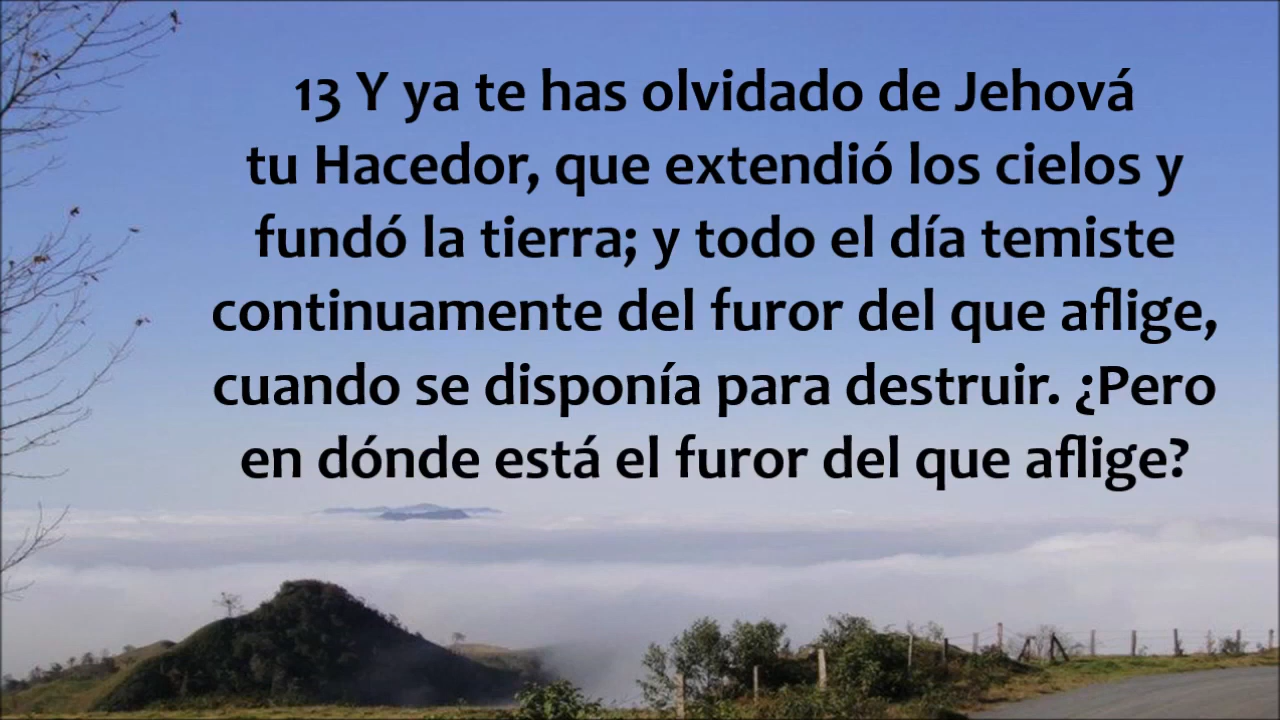 13 Y ya te has olvidado de Jehová
tu Hacedor, que extendió los cielos y
fundó la tierra; y todo el día temiste
continuamente del furor del que aflige,
cuando se disponía para destruir. ¿Pero
en dónde está el furor del que aflige?